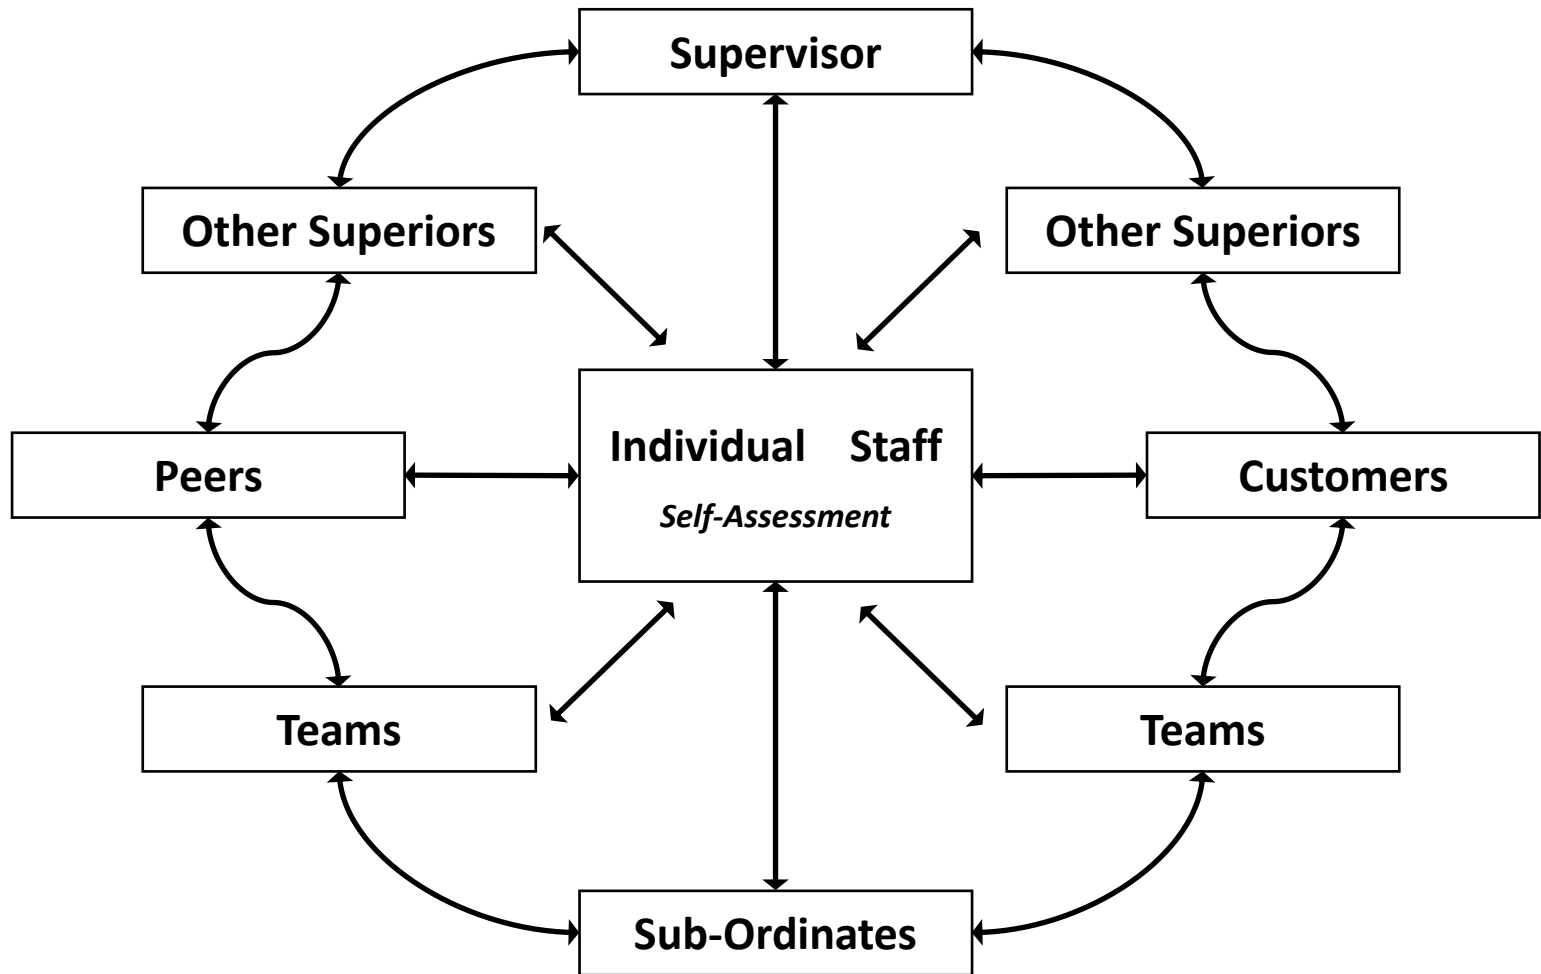 Supervisor
Other Superiors
Other Superiors
Individual Staff
Self-Assessment
Peers
Customers
Teams
Teams
Sub-Ordinates